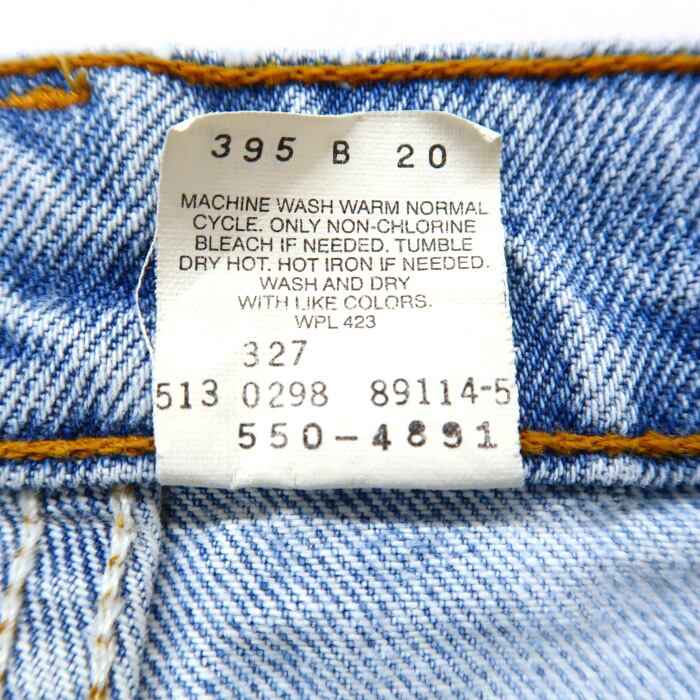 395 B 20
MACHINE WASH WARM NORMAL
CYCLE. ONLY NON-CHLORINE
BLEACH IF NEEDED. TUMBLE
DRY HOT. HOT IRON IF NEEDED.
WASH AND DRY
WITH LIKE COLORS.
WPL 423
327
513 0298 89114-5
550-4891